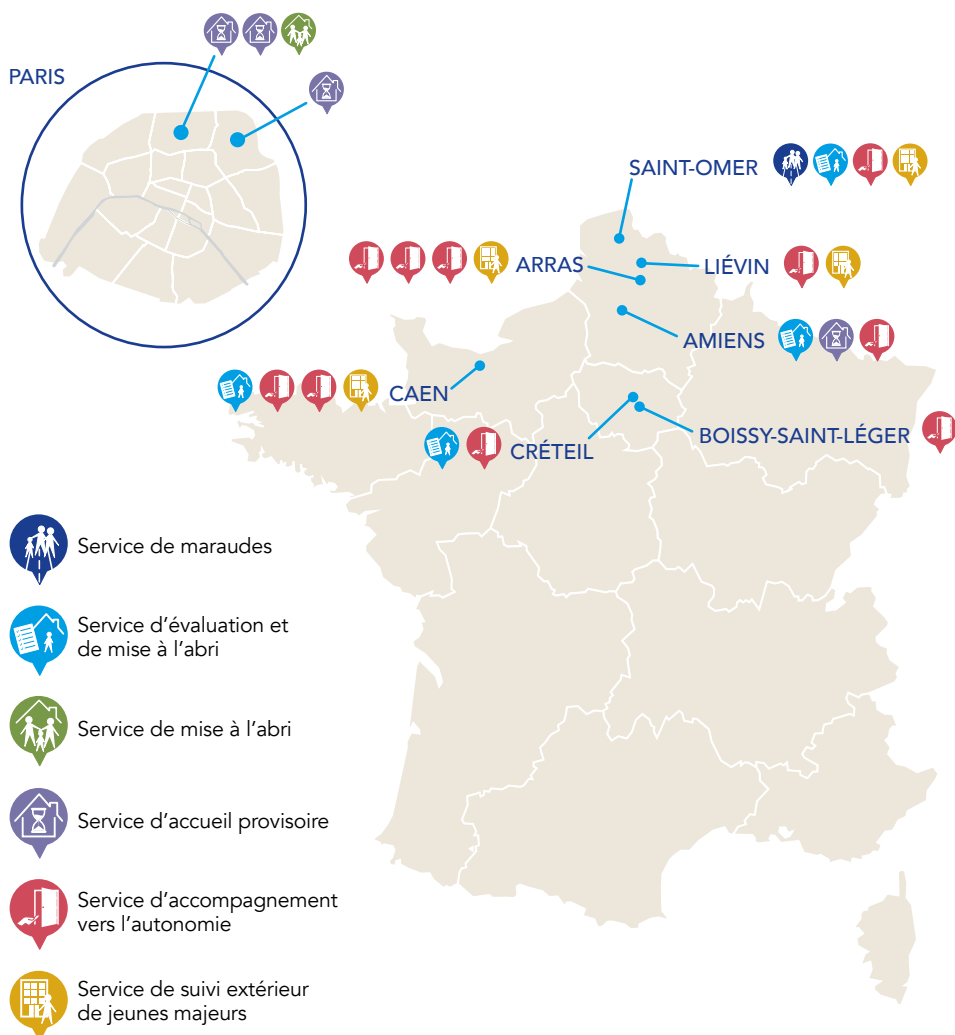 PARIS
SAINT-OMER
ARRAS
LIÉVIN
AMIENS
CAEN
BOISSY-SAINT-LÉGER
CRÉTEIL
Service de maraudes
Service d'évaluation et
de mise à l'abri
Service de mise à l'abri
Service d'accueil provisoire
Service d'accompagnement
vers l'autonomie
Service de suivi extérieur
de jeunes majeurs